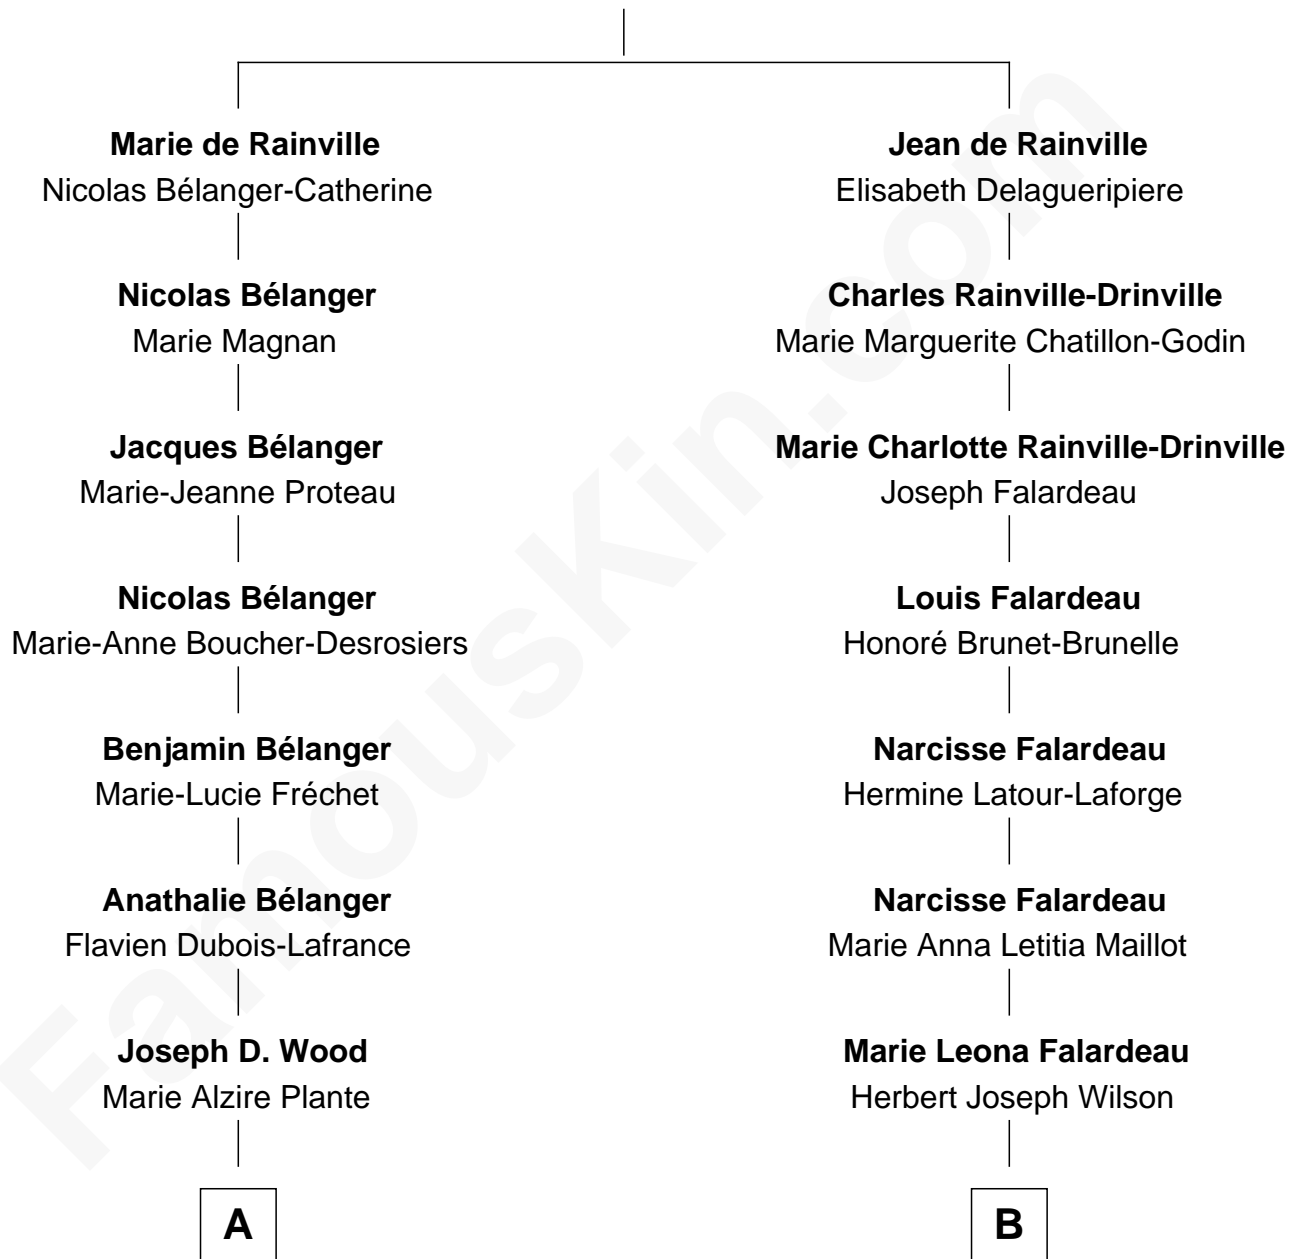 Marie de Rainville
Nicolas Bélanger-Catherine
Nicolas Bélanger
Marie Magnan
Jacques Bélanger
Marie-Jeanne Proteau
Nicolas Bélanger
Marie-Anne Boucher-Desrosiers
Benjamin Bélanger
Marie-Lucie Fréchet
Anathalie Bélanger
Flavien Dubois-Lafrance
Joseph D. Wood
Marie Alzire Plante
A
Jean de Rainville
Elisabeth Delagueripiere
Charles Rainville-Drinville
Marie Marguerite Chatillon-Godin
Marie Charlotte Rainville-Drinville
Joseph Falardeau
Louis Falardeau
Honoré Brunet-Brunelle
Narcisse Falardeau
Hermine Latour-Laforge
Narcisse Falardeau
Marie Anna Letitia Maillot
Marie Leona Falardeau
Herbert Joseph Wilson
B
FamousKin.com